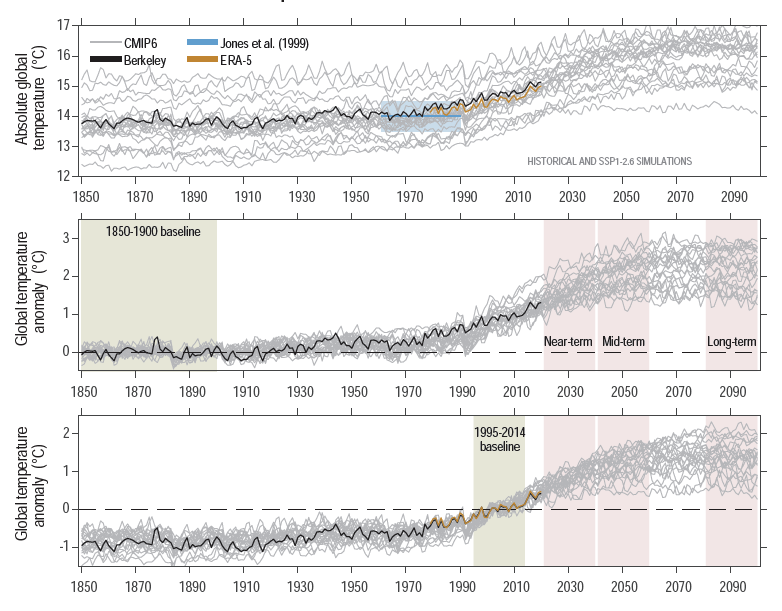 17
16
15
14
13
12
Absolute global
temperature (°C)
CMIP6
Berkeley
Jones et al. (1999)
ERA-5
HISTORICAL AND SSP1-2.6 SIMULATIONS
1850 1870 1890 1910 1930 1950 1970 1990 2010 2030 2050 2070 2090
3
2
1
0
Global temperature
anomaly (°C)
1850-1900 baseline
Near-term
Mid-term
Long-term
1850 1870 1890 1910 1930 1950 1970 1990 2010 2030 2050 2070 2090
2
1
0
-1
Global temperature
anomaly (°C)
1995-2014
baseline
1850 1870 1890 1910 1930 1950 1970 1990 2010 2030 2050 2070 2090